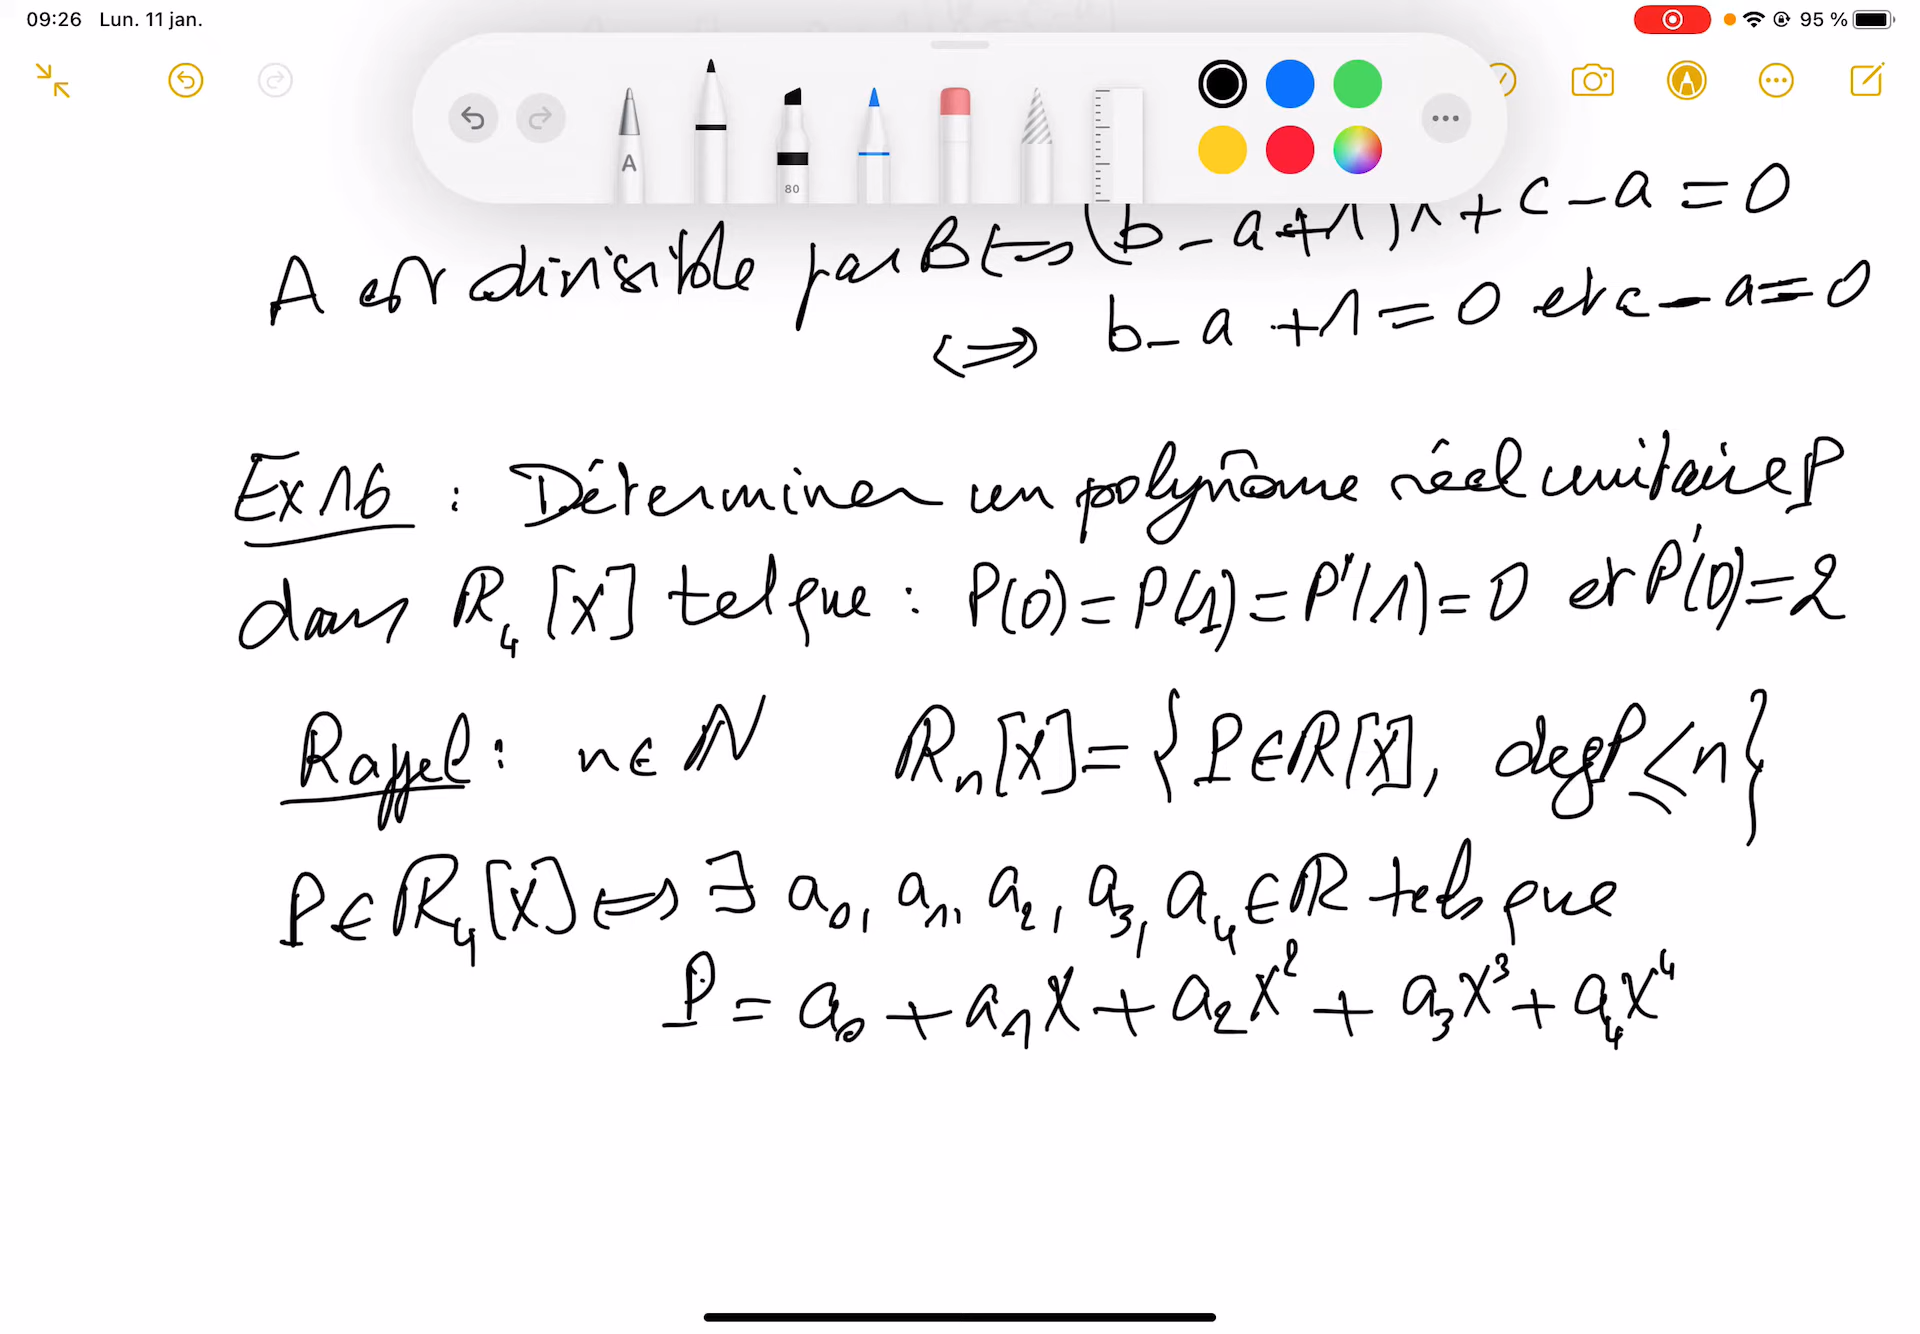 09:26 Lun. 11 jan.
95 %
A
80
A est divisible par B ⟺ (b-a+1)X+c-a=0
⟺ b-a+1=0 et c-a=0
Ex 16 : Déterminer un polynôme réel unitaire P
dans ℝ₄[X] tel que : P(0)=P(1)=P'(1)=0 et P'(0)=2
Rappel : n∈ℕ ℝₙ[X]={P∈ℝ[X], deg P≤n}
P∈ℝ₄[X] ⟺ ∃ a₀, a₁, a₂, a₃, a₄∈ℝ tels que
P=a₀+a₁X+a₂X²+a₃X³+a₄X⁴